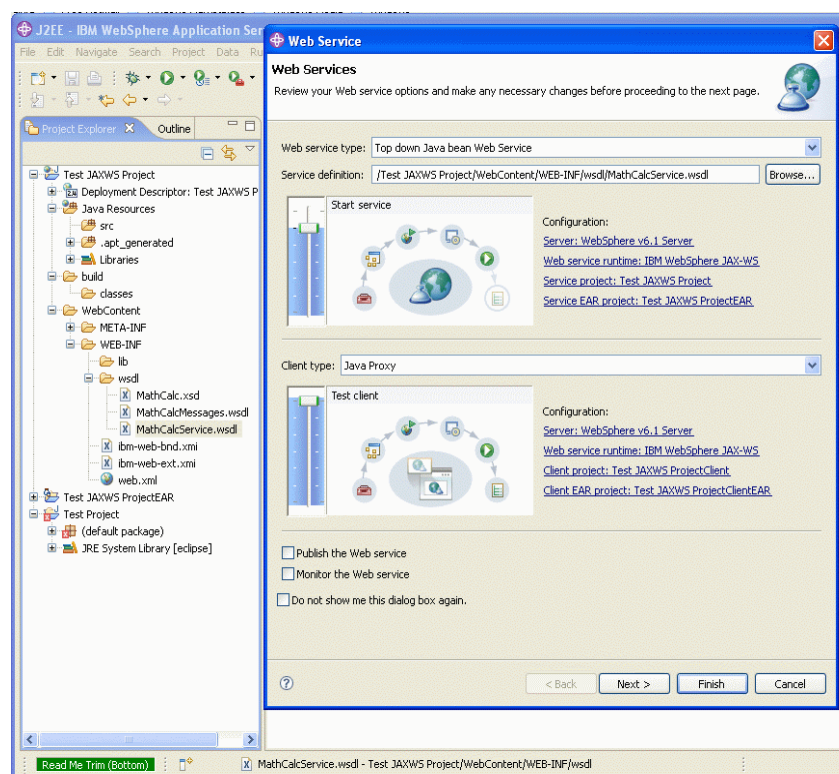 J2EE - IBM WebSphere Application Ser
File Edit Navigate Search Project Data Ru
Project Explorer
Outline
Test JAXWS Project
Deployment Descriptor: Test JAXWS P
Java Resources
src
.apt_generated
Libraries
build
classes
WebContent
META-INF
WEB-INF
lib
wsdl
MathCalc.xsd
MathCalcMessages.wsdl
MathCalcService.wsdl
ibm-web-bnd.xmi
ibm-web-ext.xmi
web.xml
Test JAXWS ProjectEAR
Test Project
(default package)
JRE System Library [eclipse]
Web Service
Web Services
Review your Web service options and make any necessary changes before proceeding to the next page.
Web service type: Top down Java bean Web Service
Service definition: /Test JAXWS Project/WebContent/WEB-INF/wsdl/MathCalcService.wsdl Browse...
Start service
Configuration:
Server: WebSphere v6.1 Server
Web service runtime: IBM WebSphere JAX-WS
Service project: Test JAXWS Project
Service EAR project: Test JAXWS ProjectEAR
Client type: Java Proxy
Test client
Configuration:
Server: WebSphere v6.1 Server
Web service runtime: IBM WebSphere JAX-WS
Client project: Test JAXWS ProjectClient
Client EAR project: Test JAXWS ProjectClientEAR
Publish the Web service
Monitor the Web service
Do not show me this dialog box again.
< Back Next > Finish Cancel
Read Me Trim (Bottom)
MathCalcService.wsdl - Test JAXWS Project/WebContent/WEB-INF/wsdl